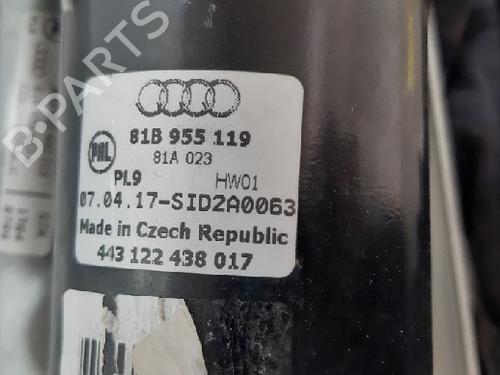 81B 955 119
PAL
81A 023
PL9 HW01
07.04.17-SID2A0063
Made in Czech Republic
443 122 438 017
B-Parts